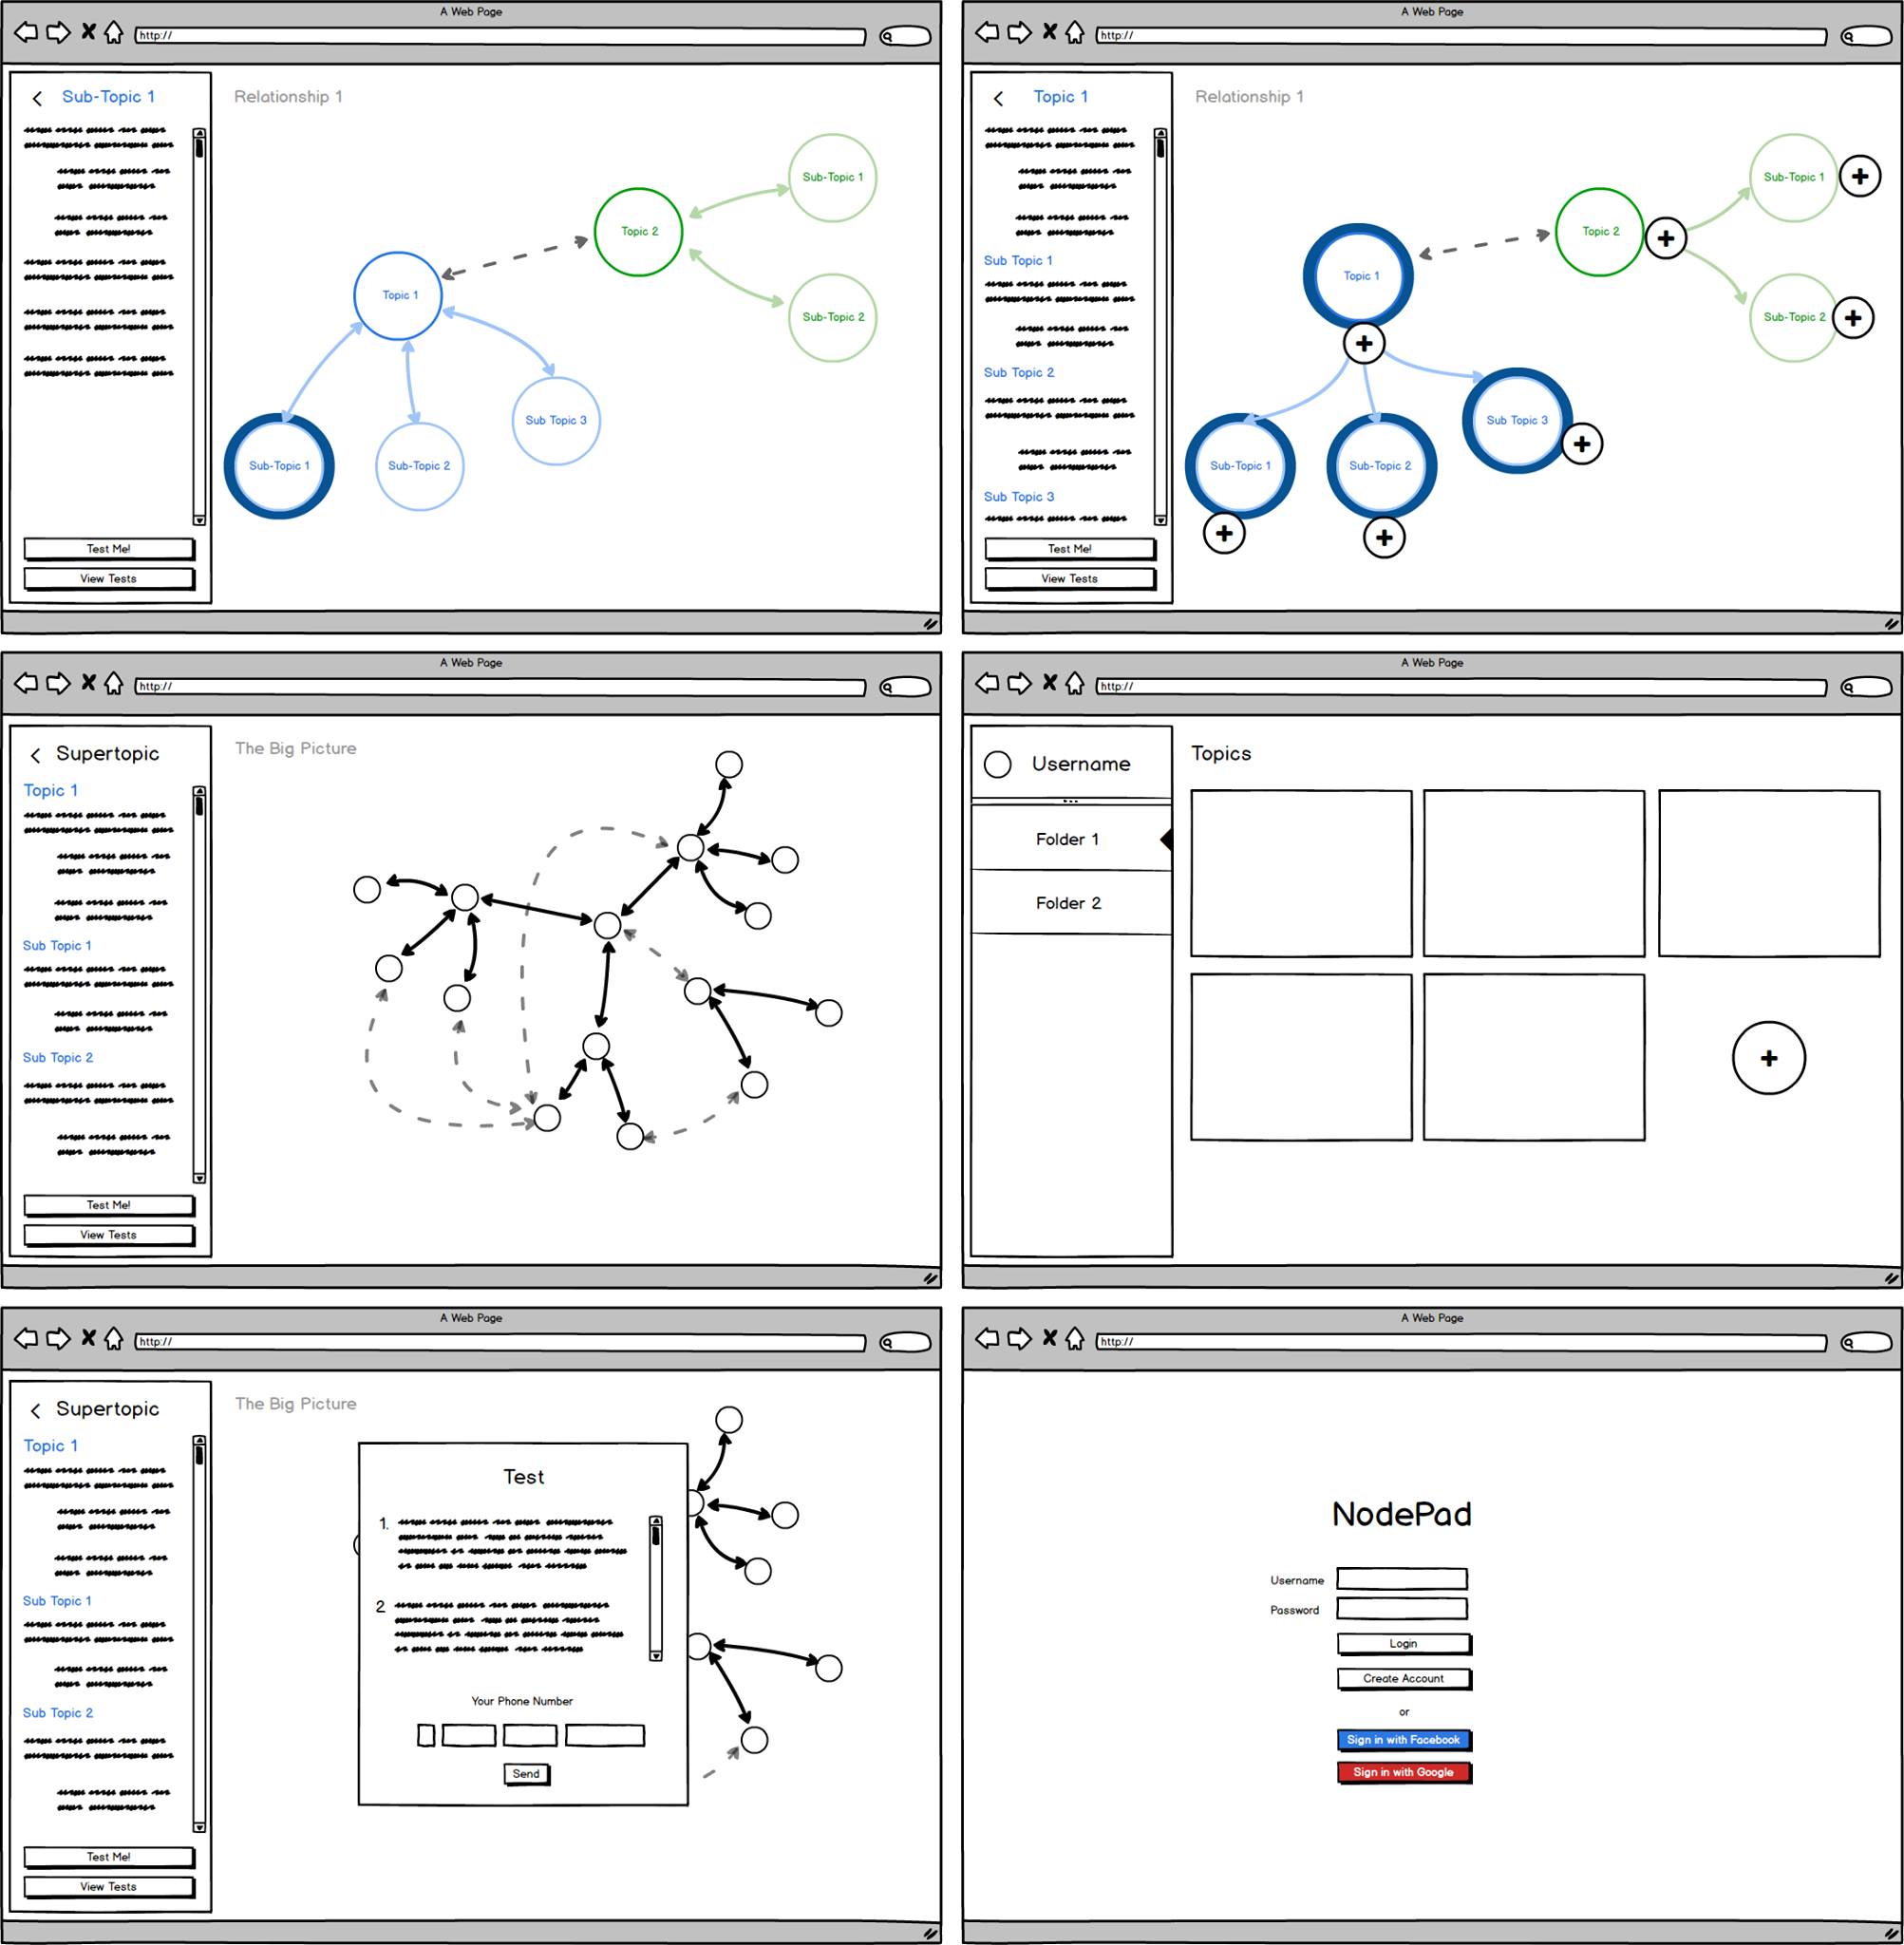 A Web Page
http://
Sub-Topic 1
Relationship 1
Sub-Topic 1
Topic 2
Topic 1
Sub-Topic 2
Sub Topic 3
Sub-Topic 1
Sub-Topic 2
Test Me!
View Tests
A Web Page
http://
Topic 1
Relationship 1
Sub-Topic 1
Topic 2
Sub Topic 1
Topic 1
Sub-Topic 2
Sub Topic 2
Sub Topic 3
Sub-Topic 1
Sub-Topic 2
Sub Topic 3
Test Me!
View Tests
A Web Page
http://
Supertopic
The Big Picture
Topic 1
Sub Topic 1
Sub Topic 2
Test Me!
View Tests
A Web Page
http://
Username
Topics
Folder 1
Folder 2
A Web Page
http://
Supertopic
The Big Picture
Topic 1
Test
1.
2
Sub Topic 1
Your Phone Number
Sub Topic 2
Send
Test Me!
View Tests
A Web Page
http://
NodePad
Username
Password
Login
Create Account
or
Sign in with Facebook
Sign in with Google